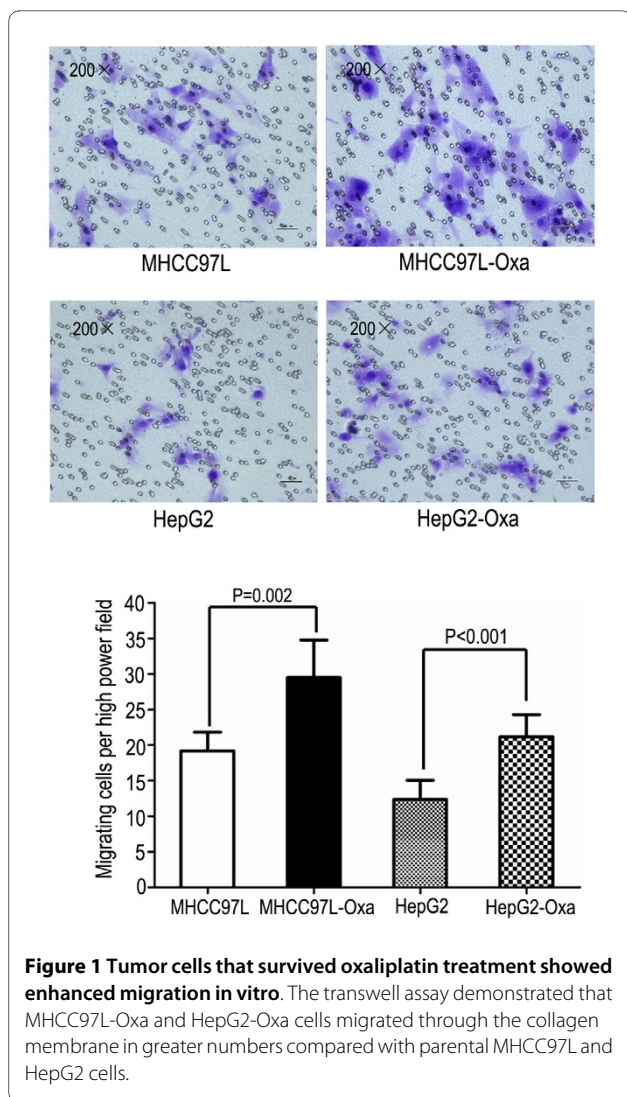 200×
200×
MHCC97L
MHCC97L-Oxa
200×
200×
HepG2
HepG2-Oxa
Migrating cells per high power field
40
35
30
25
20
15
10
5
0
P=0.002
P<0.001
MHCC97L
MHCC97L-Oxa
HepG2
HepG2-Oxa
Figure 1 Tumor cells that survived oxaliplatin treatment showed
enhanced migration in vitro. The transwell assay demonstrated that
MHCC97L-Oxa and HepG2-Oxa cells migrated through the collagen
membrane in greater numbers compared with parental MHCC97L and
HepG2 cells.